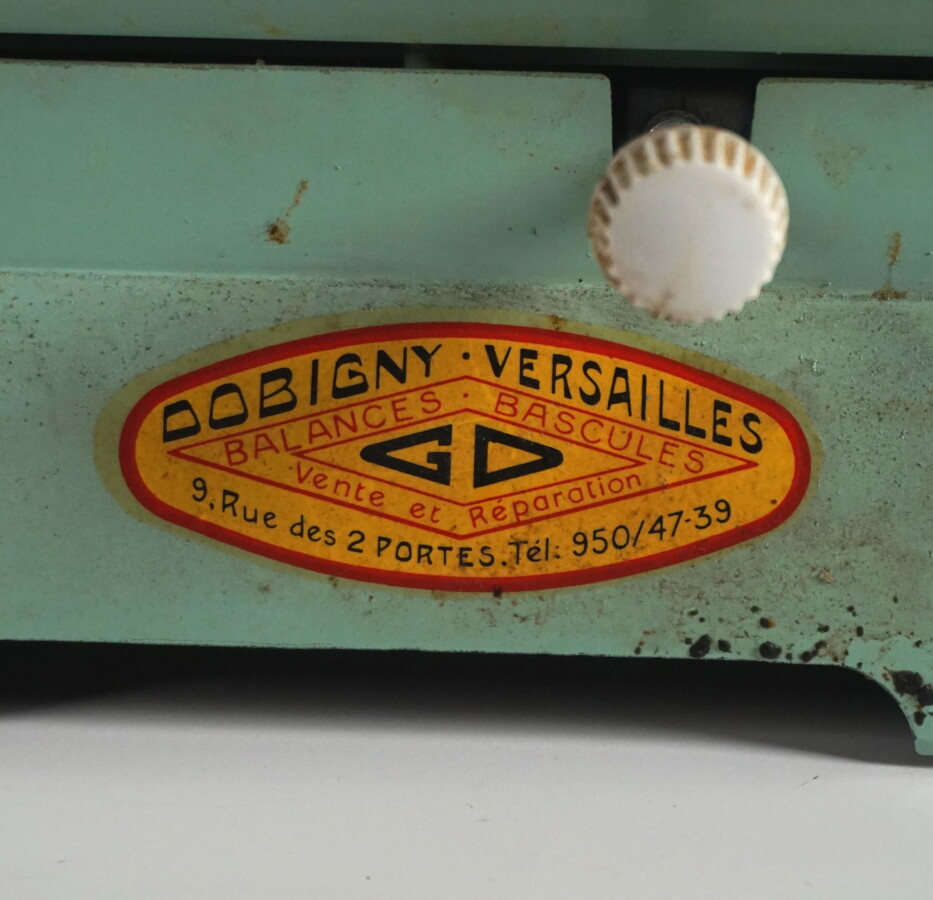 DOBIGNY · VERSAILLES
BALANCES · BASCULES
GD
Vente et Réparation
9, Rue des 2 PORTES. Tél: 950/47-39